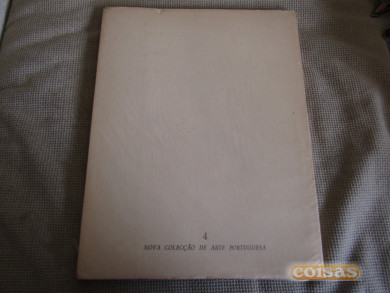 4
NOVA COLECÇÃO DE ARTE PORTUGUESA
coisas